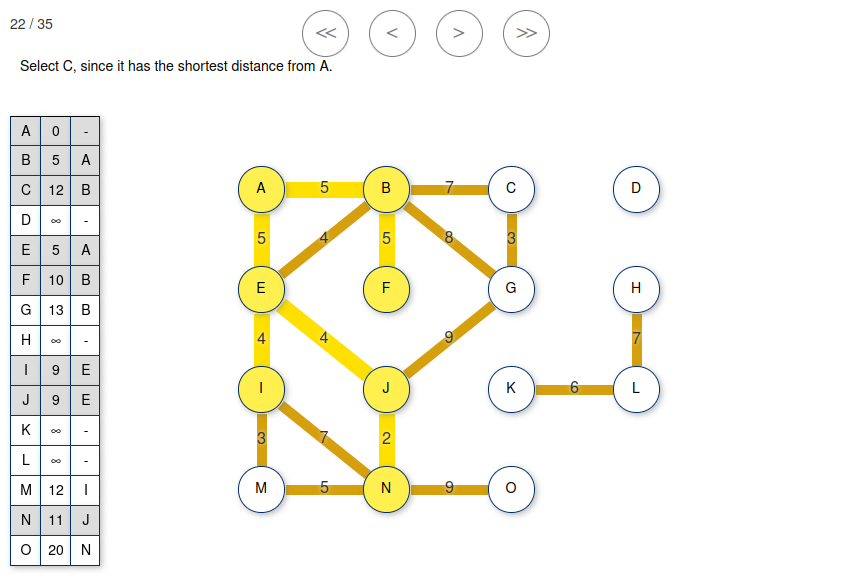 22 / 35
<< < > >>
Select C, since it has the shortest distance from A.
A 0 -
B 5 A
C 12 B
D ∞ -
E 5 A
F 10 B
G 13 B
H ∞ -
I 9 E
J 9 E
K ∞ -
L ∞ -
M 12 I
N 11 J
O 20 N
A 5 B 7 C D
5 4 5 8 3
E F G H
4 4 9 7
I J K 6 L
3 7 2
M 5 N 9 O